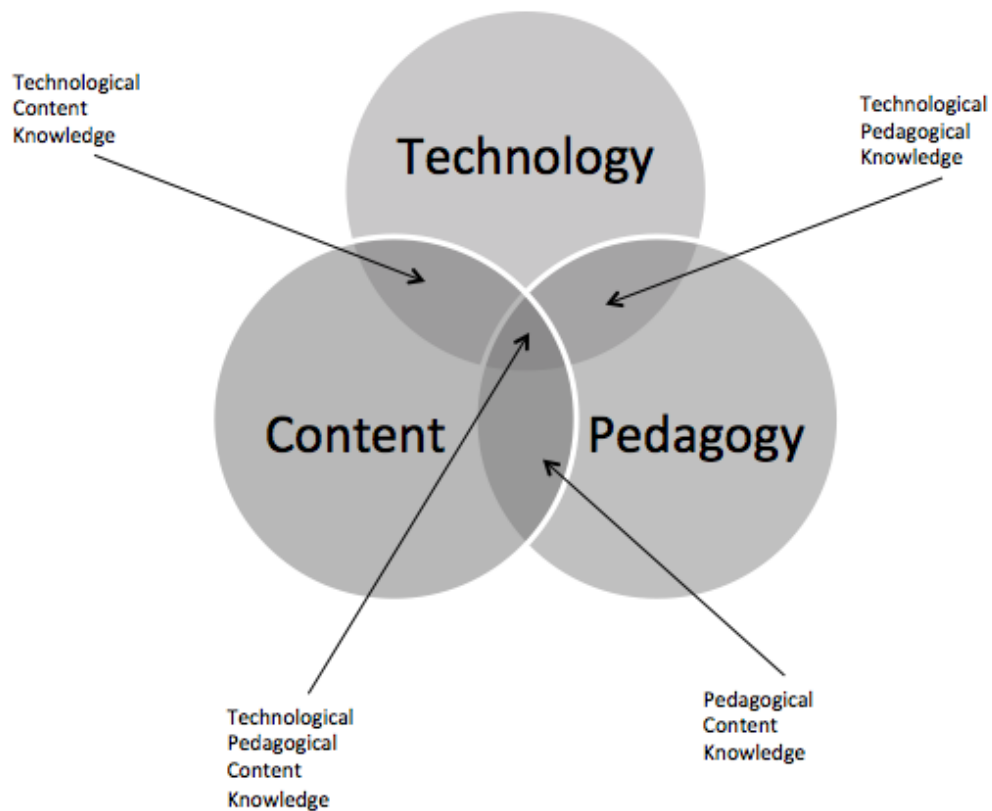 Technological
Content
Knowledge
Technological
Pedagogical
Knowledge
Technology
Content
Pedagogy
Technological
Pedagogical
Content
Knowledge
Pedagogical
Content
Knowledge